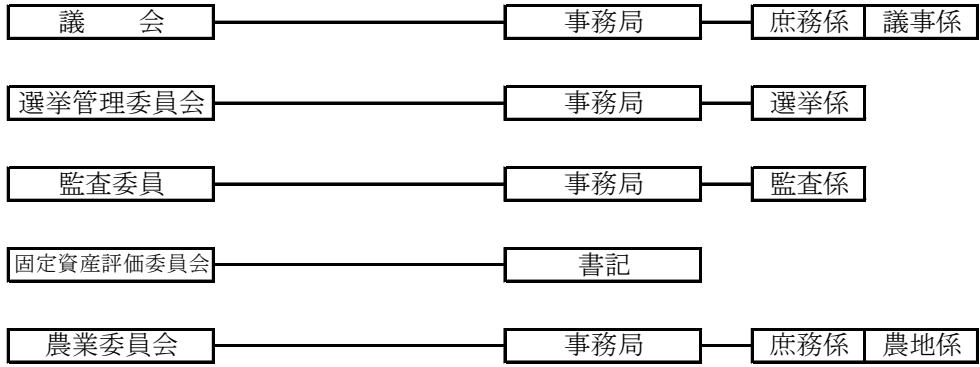 議　　会 事務局 庶務係 議事係
選挙管理委員会 事務局 選挙係
監査委員 事務局 監査係
固定資産評価委員会 書記
農業委員会 事務局 庶務係 農地係